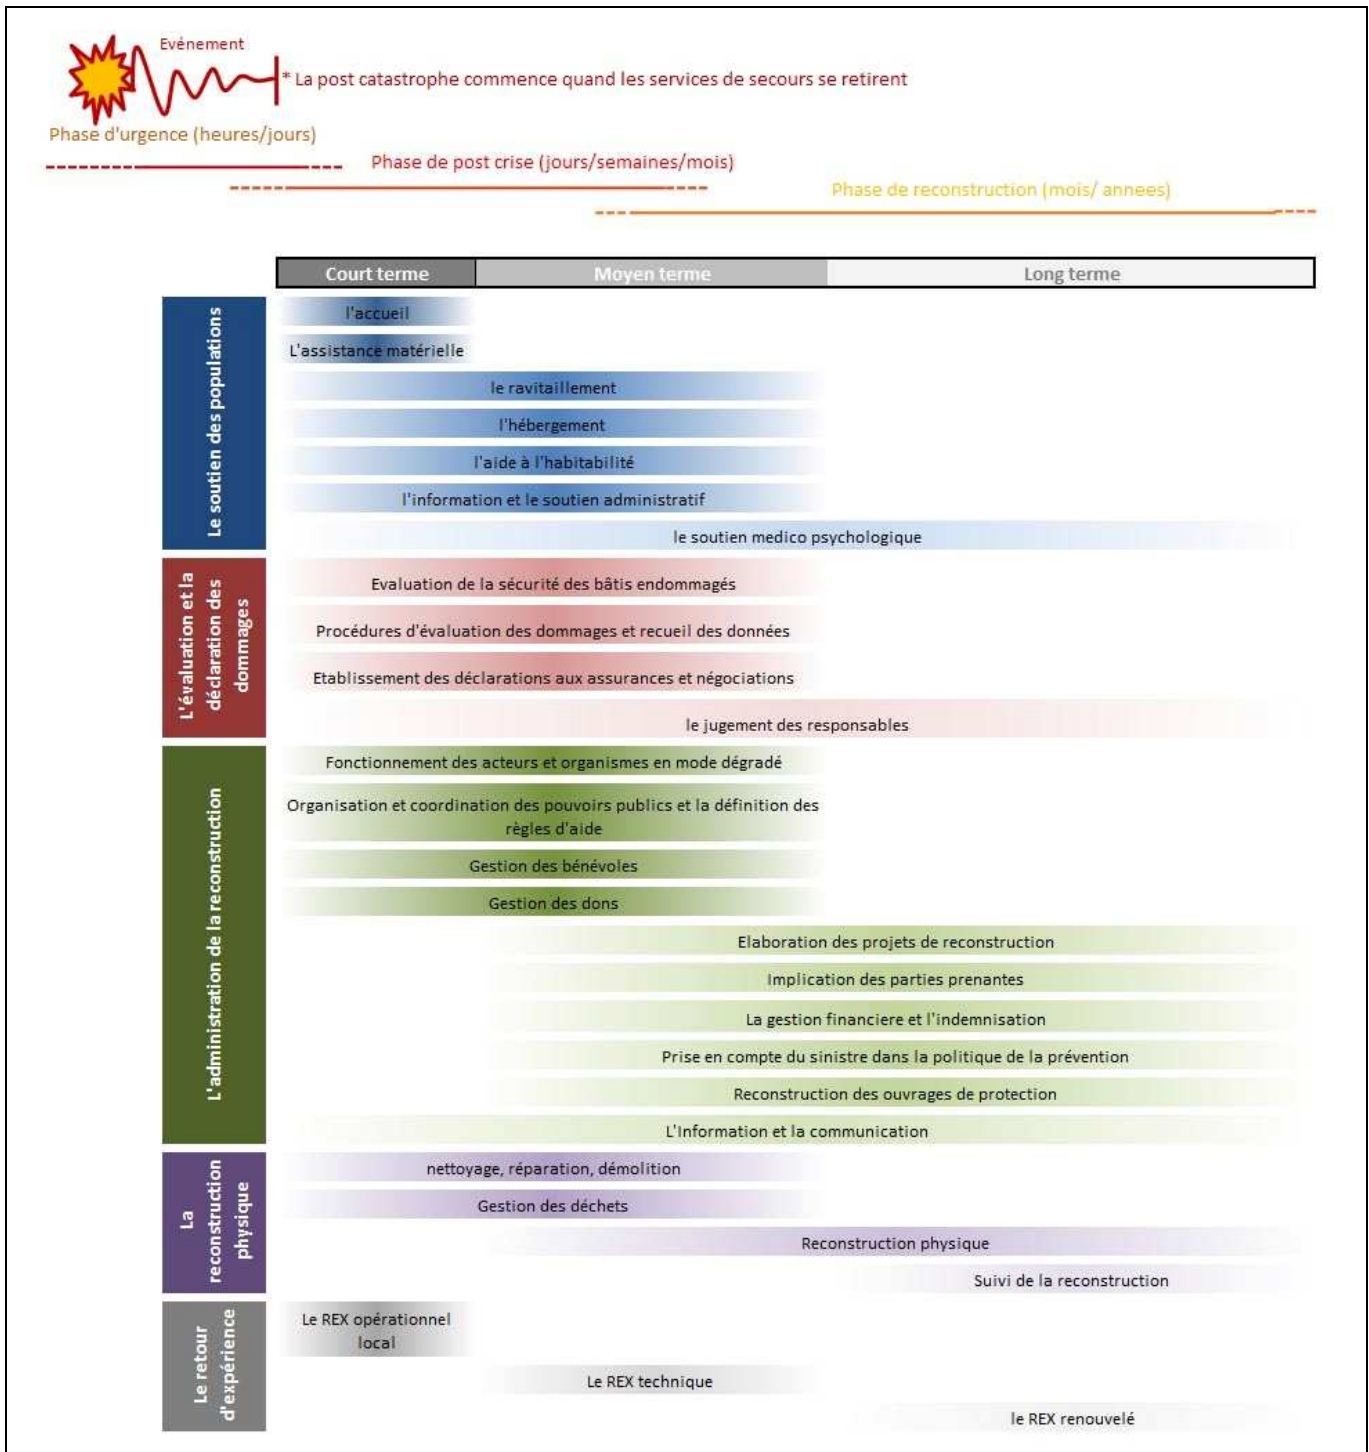 Evénement
* La post catastrophe commence quand les services de secours se retirent
Phase d'urgence (heures/jours)
Phase de post crise (jours/semaines/mois)
Phase de reconstruction (mois/ annees)
Court terme
Moyen terme
Long terme
Le soutien des populations
l'accueil
L'assistance matérielle
le ravitaillement
l'hébergement
l'aide à l'habitabilité
l'information et le soutien administratif
le soutien medico psychologique
L'évaluation et la
déclaration des
dommages
Evaluation de la sécurité des bâtis endommagés
Procédures d'évaluation des dommages et recueil des données
Etablissement des déclarations aux assurances et négociations
le jugement des responsables
L'administration de la reconstruction
Fonctionnement des acteurs et organismes en mode dégradé
Organisation et coordination des pouvoirs publics et la définition des
règles d'aide
Gestion des bénévoles
Gestion des dons
Elaboration des projets de reconstruction
Implication des parties prenantes
La gestion financiere et l'indemnisation
Prise en compte du sinistre dans la politique de la prévention
Reconstruction des ouvrages de protection
L'Information et la communication
La
reconstruction
physique
nettoyage, réparation, démolition
Gestion des déchets
Reconstruction physique
Suivi de la reconstruction
Le retour
d'expérience
Le REX opérationnel
local
Le REX technique
le REX renouvelé